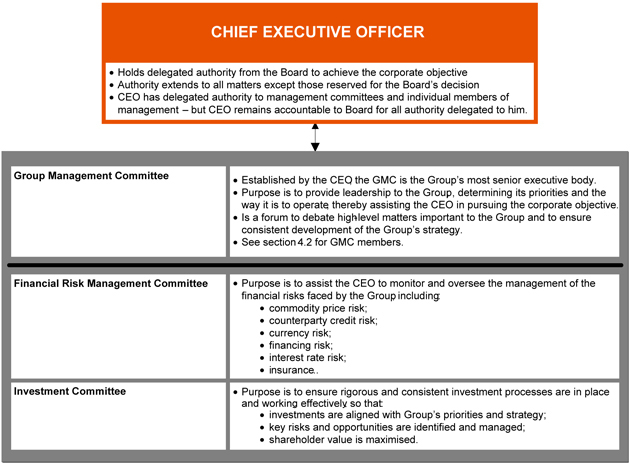 CHIEF EXECUTIVE OFFICER
• Holds delegated authority from the Board to achieve the corporate objective
• Authority extends to all matters except those reserved for the Board's decision
• CEO has delegated authority to management committees and individual members of
management – but CEO remains accountable to Board for all authority delegated to him.
Group Management Committee
• Established by the CEO, the GMC is the Group's most senior executive body.
• Purpose is to provide leadership to the Group, determining its priorities and the
way it is to operate, thereby assisting the CEO in pursuing the corporate objective.
• Is a forum to debate high-level matters important to the Group and to ensure
consistent development of the Group's strategy.
• See section 4.2 for GMC members.
Financial Risk Management Committee
• Purpose is to assist the CEO to monitor and oversee the management of the
financial risks faced by the Group including:
• commodity price risk;
• counterparty credit risk;
• currency risk;
• financing risk;
• interest rate risk;
• insurance..
Investment Committee
• Purpose is to ensure rigorous and consistent investment processes are in place
and working effectively, so that:
• investments are aligned with Group's priorities and strategy;
• key risks and opportunities are identified and managed;
• shareholder value is maximised.